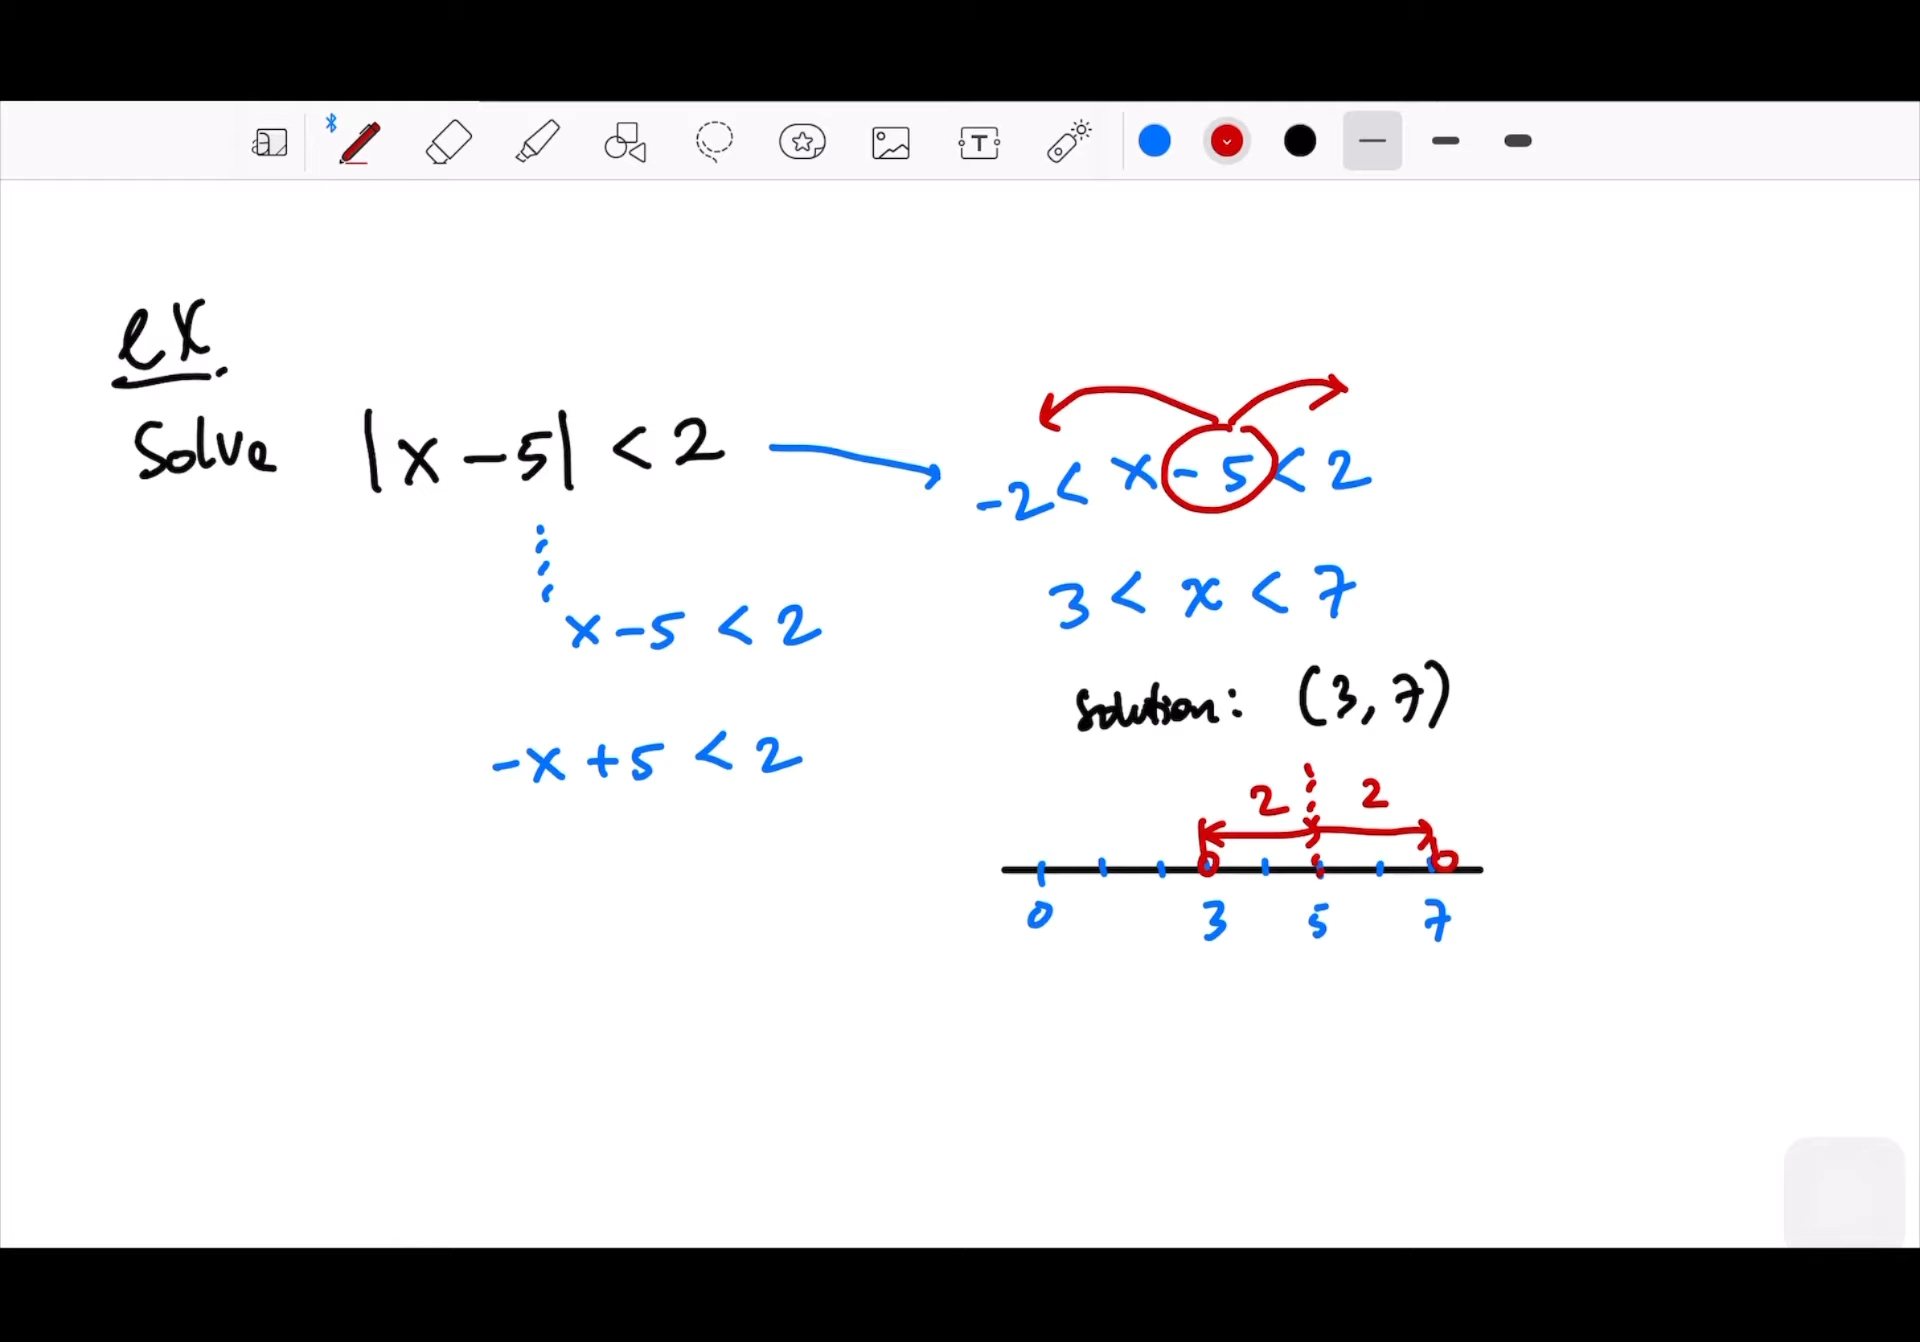 ex.
Solve |x-5| < 2
-2 < x-5 < 2
x-5 < 2
-x+5 < 2
3 < x < 7
Solution: (3, 7)
2 2
0 3 5 7